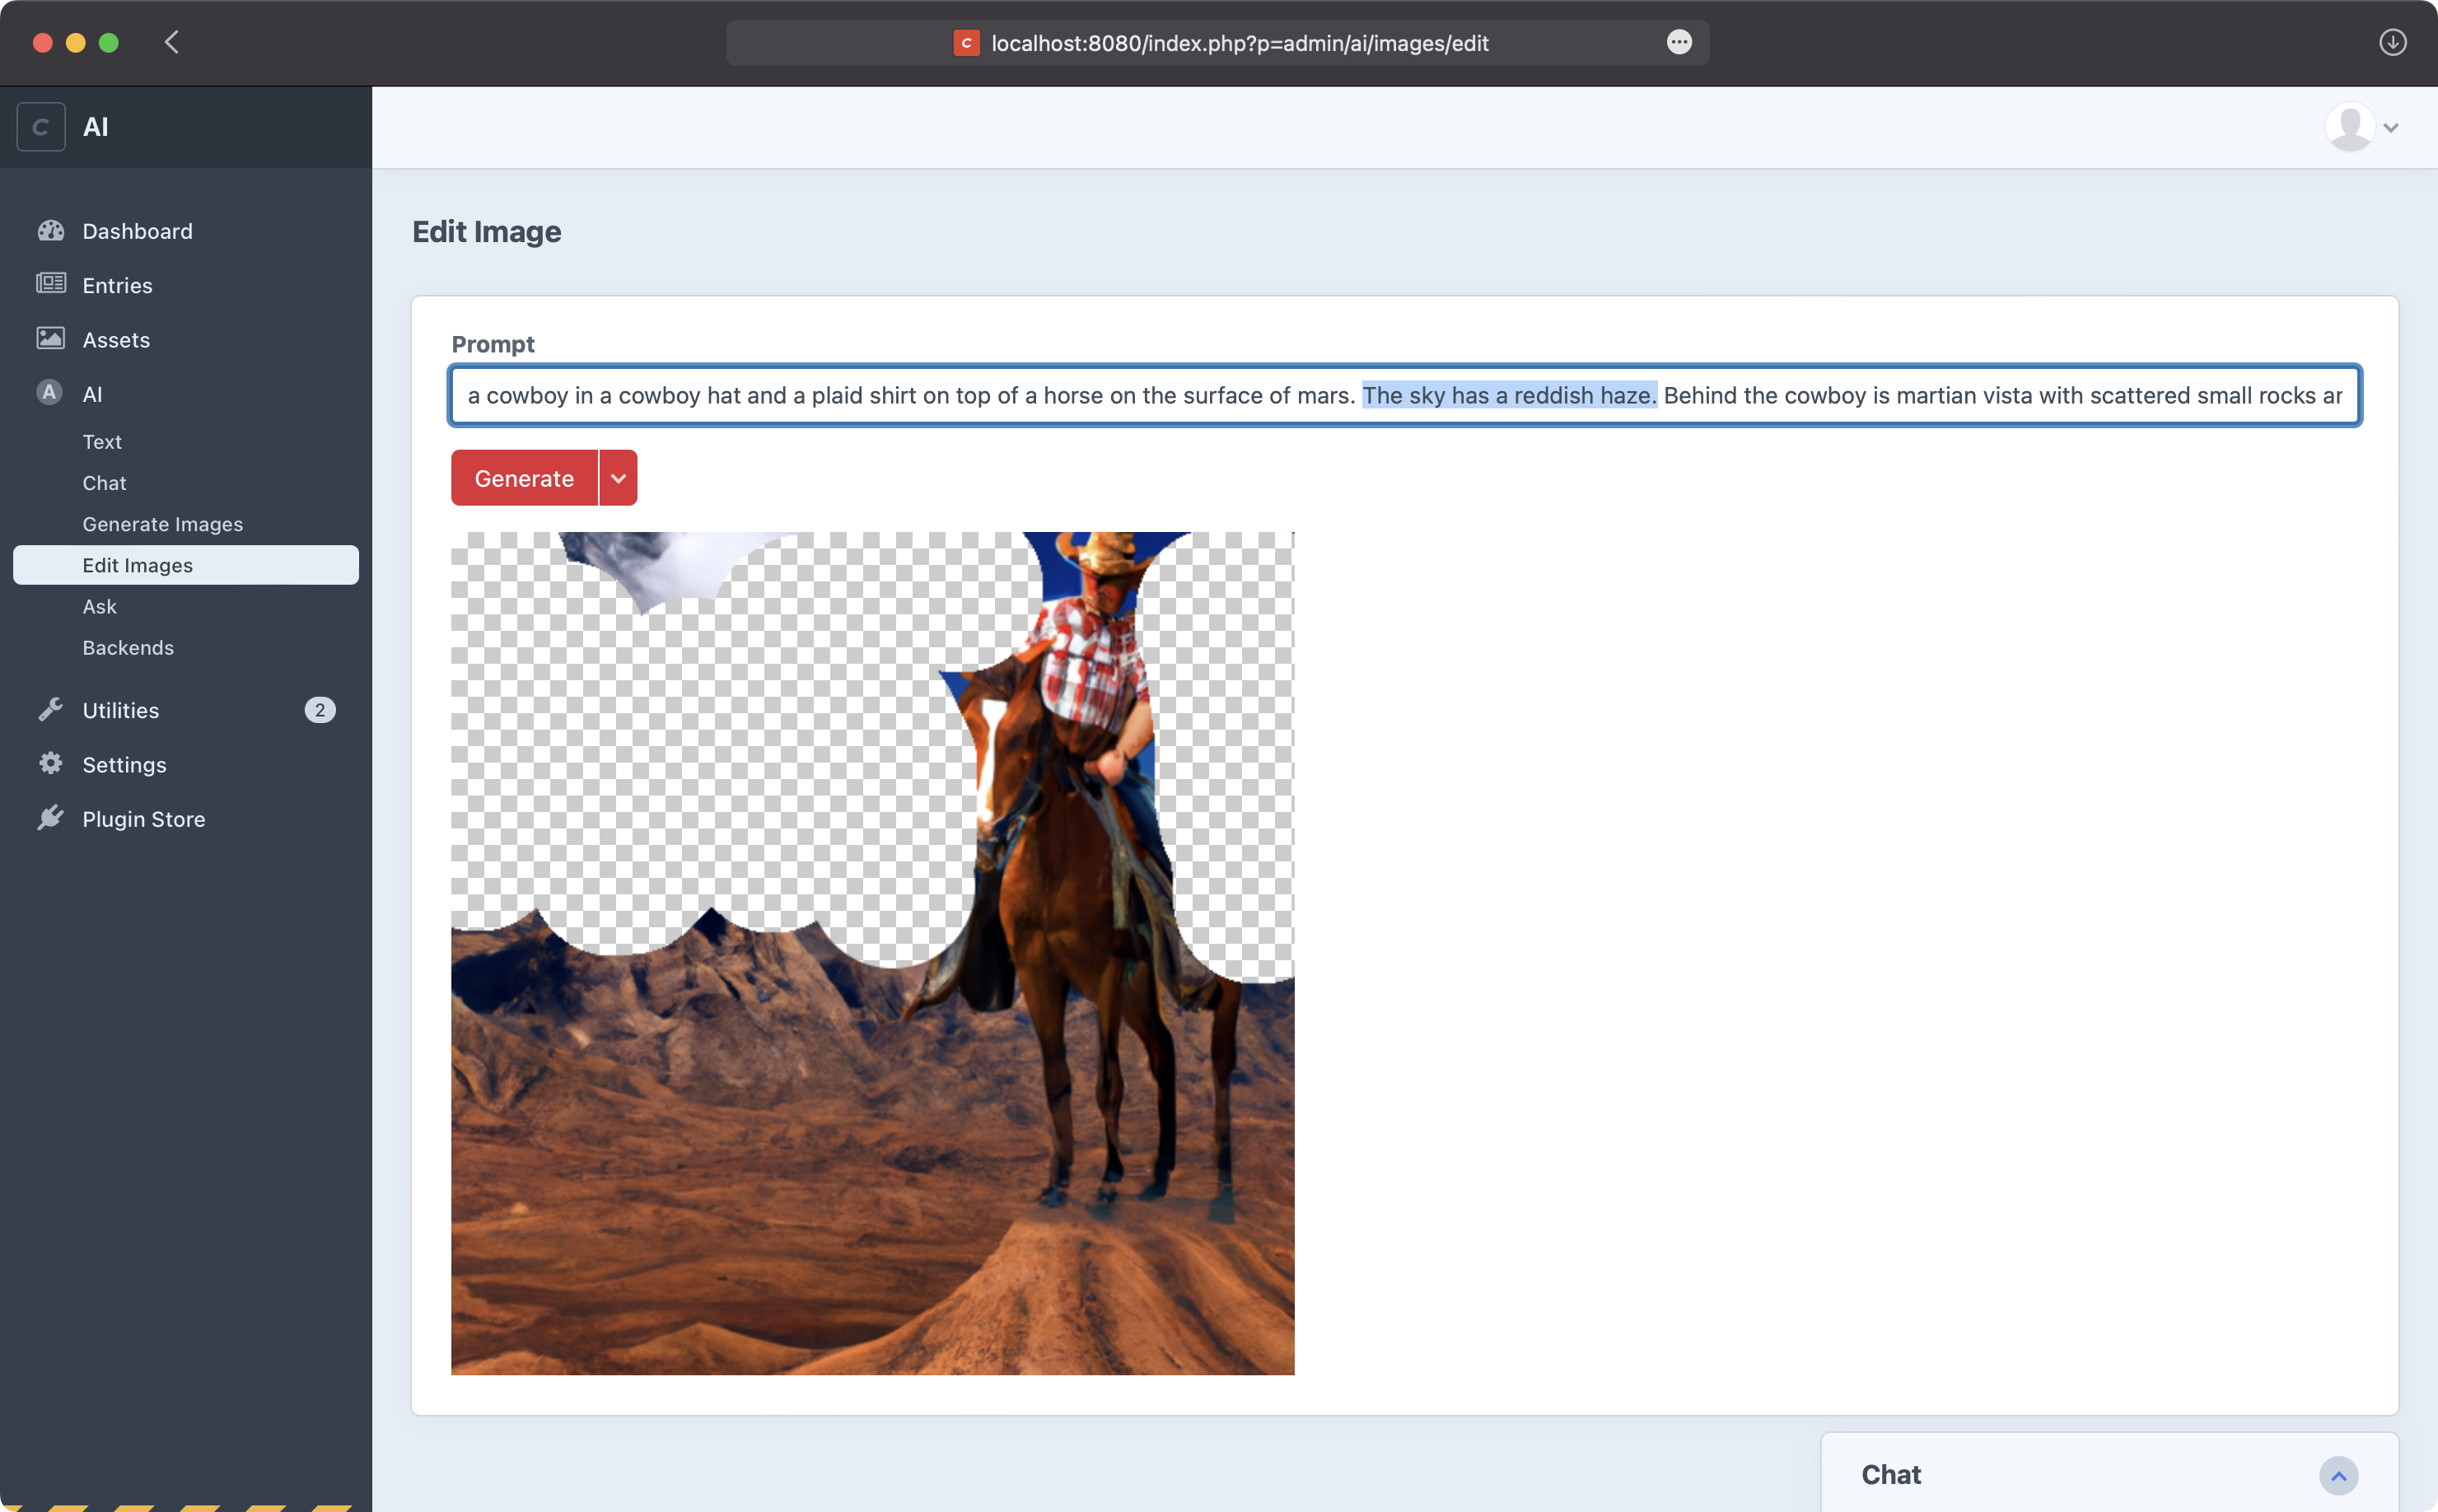 C localhost:8080/index.php?p=admin/ai/images/edit
C AI
Dashboard
Entries
Assets
A AI
Text
Chat
Generate Images
Edit Images
Ask
Backends
Utilities 2
Settings
Plugin Store
Edit Image
Prompt
a cowboy in a cowboy hat and a plaid shirt on top of a horse on the surface of mars. The sky has a reddish haze. Behind the cowboy is martian vista with scattered small rocks ar
Generate
Chat